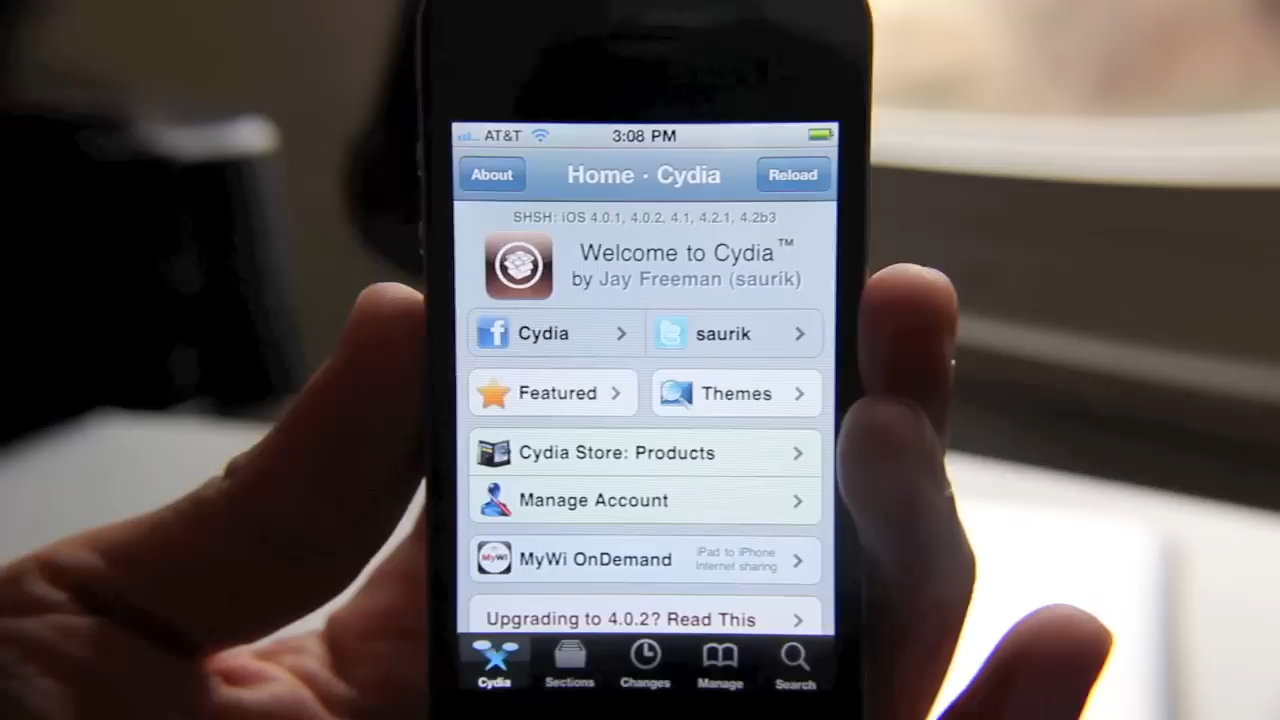 AT&T 3:08 PM
About Home · Cydia Reload
SHSH: iOS 4.0.1, 4.0.2, 4.1, 4.2.1, 4.2b3
Welcome to Cydia™
by Jay Freeman (saurik)
Cydia saurik
Featured Themes
Cydia Store: Products
Manage Account
MyWi MyWi OnDemand iPad to iPhone
Internet sharing
Upgrading to 4.0.2? Read This
Cydia Sections Changes Manage Search